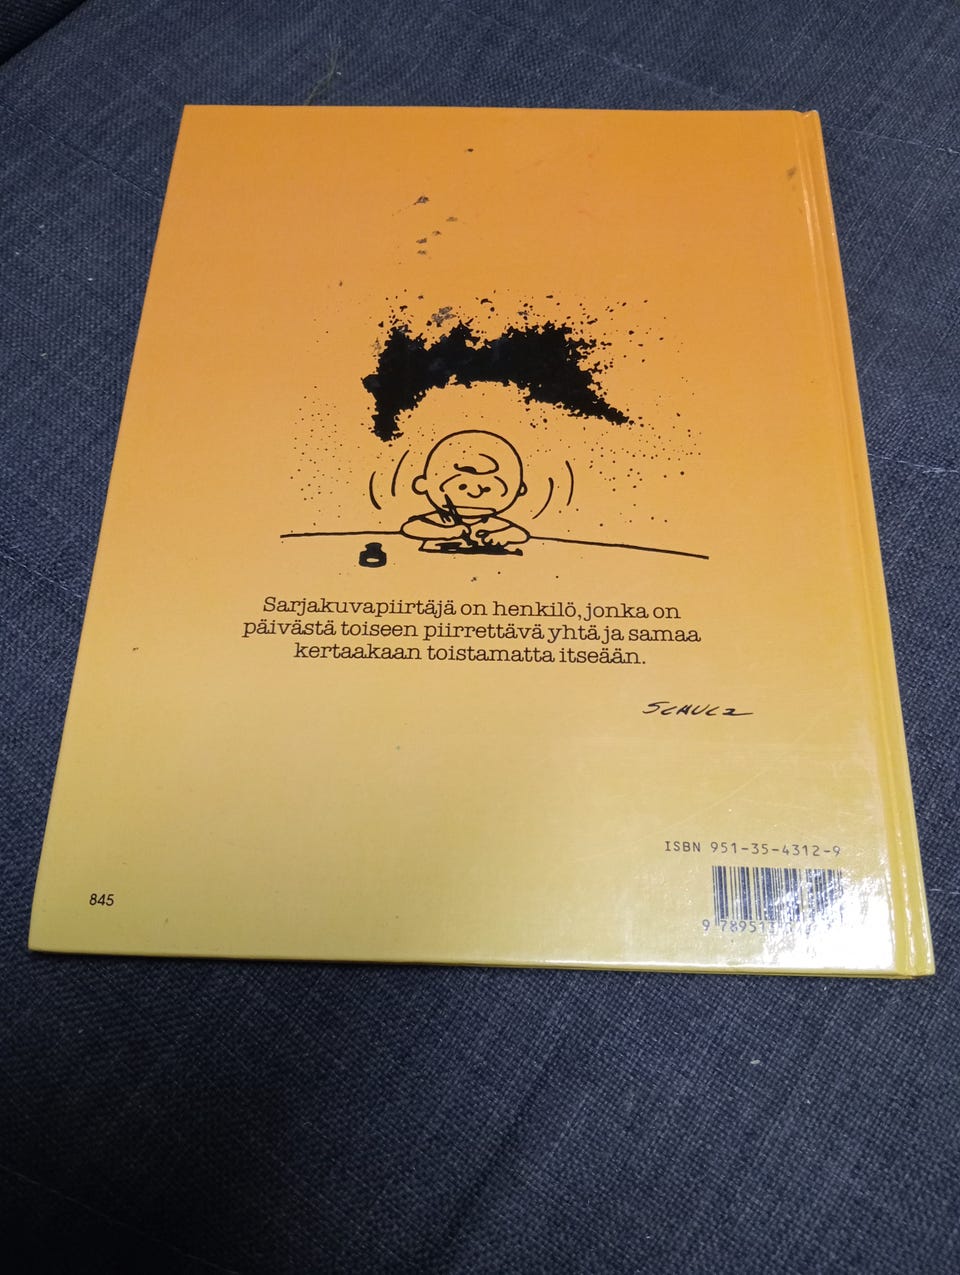 Sarjakuvapiirtäjä on henkilö, jonka on
päivästä toiseen piirrettävä yhtä ja samaa
kertaakaan toistamatta itseään.
SCHULZ
ISBN 951-35-4312-9
845